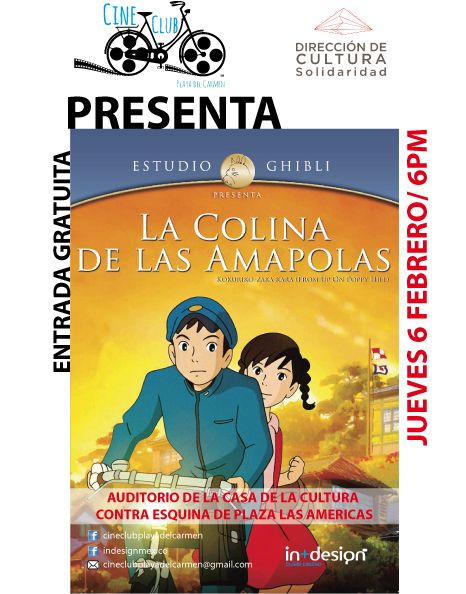 CINE
CLUB
PLAYA DEL CARMEN
DIRECCIÓN DE
CULTURA
Solidaridad
PRESENTA
ENTRADA GRATUITA
JUEVES 6 FEBRERO/ 6PM
ESTUDIO GHIBLI
PRESENTA
LA COLINA
DE LAS AMAPOLAS
KOKURIKO-ZAKA KARA (FROM UP ON POPPY HILL)
AUDITORIO DE LA CASA DE LA CULTURA
CONTRA ESQUINA DE PLAZA LAS AMERICAS
cineclubplayadelcarmen
indesignmexico
cineclubplayadelcarmen@gmail.com
in+design